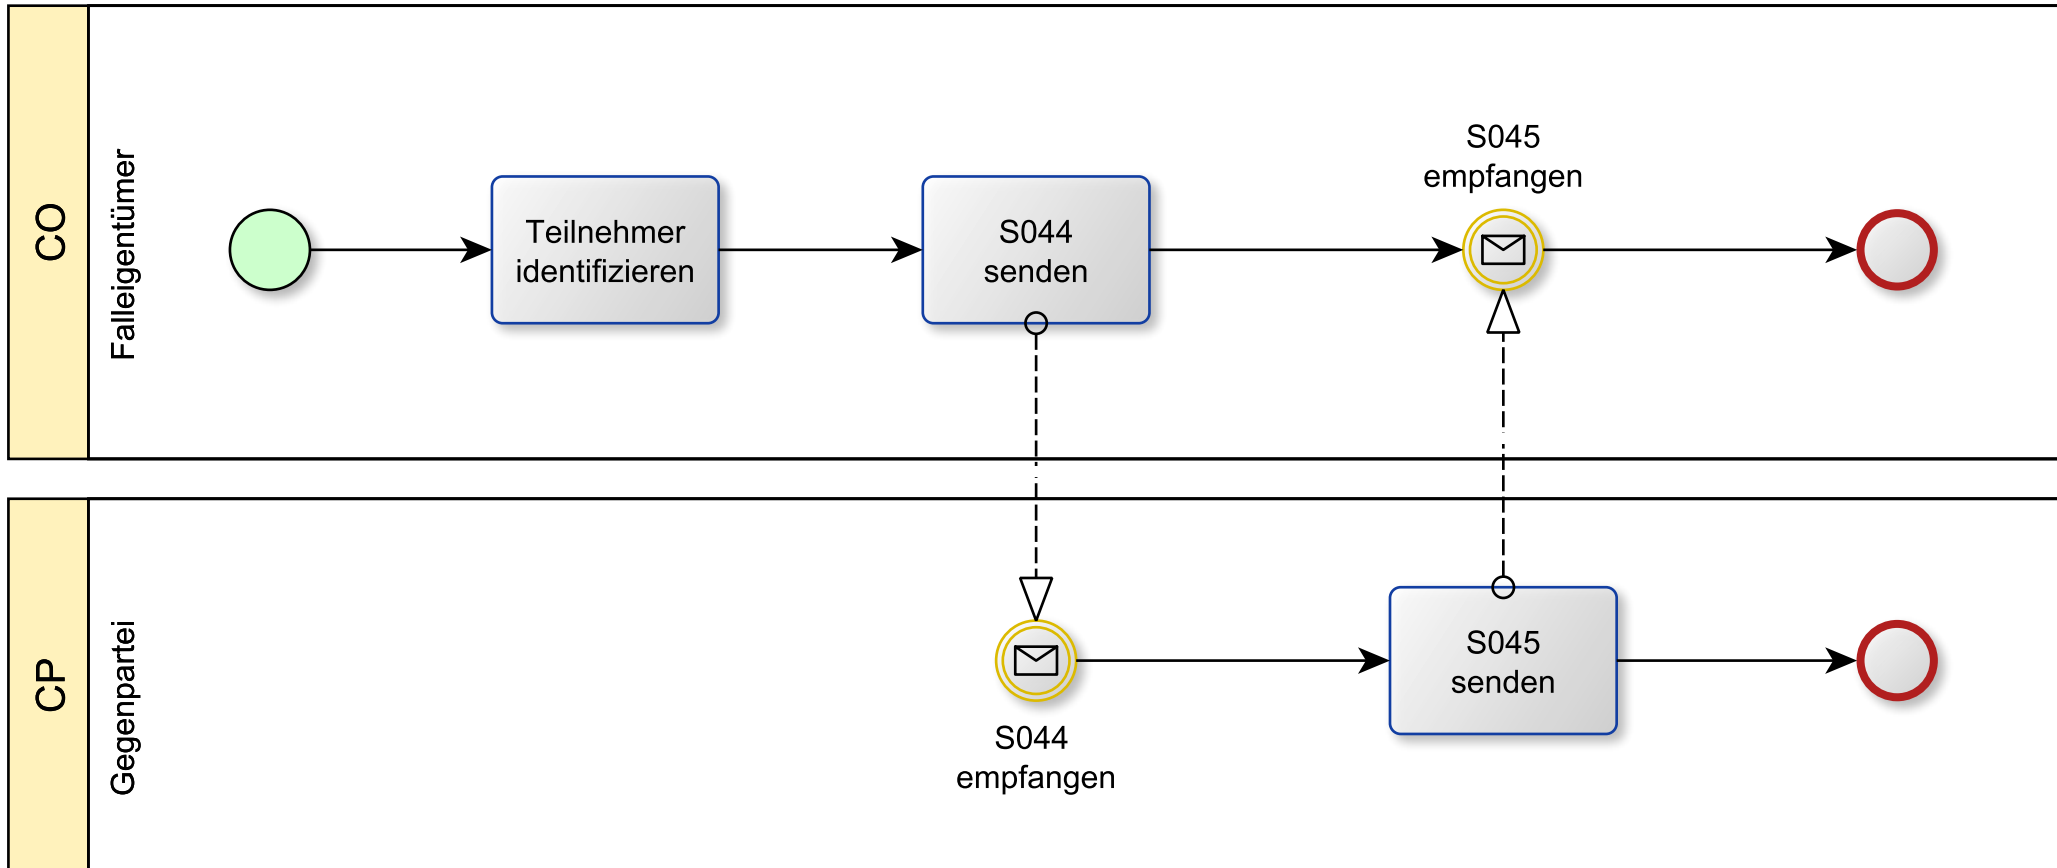 CO
Falleigentümer
Teilnehmer
identifizieren
S044
senden
S045
empfangen
CP
Gegenpartei
S044
empfangen
S045
senden